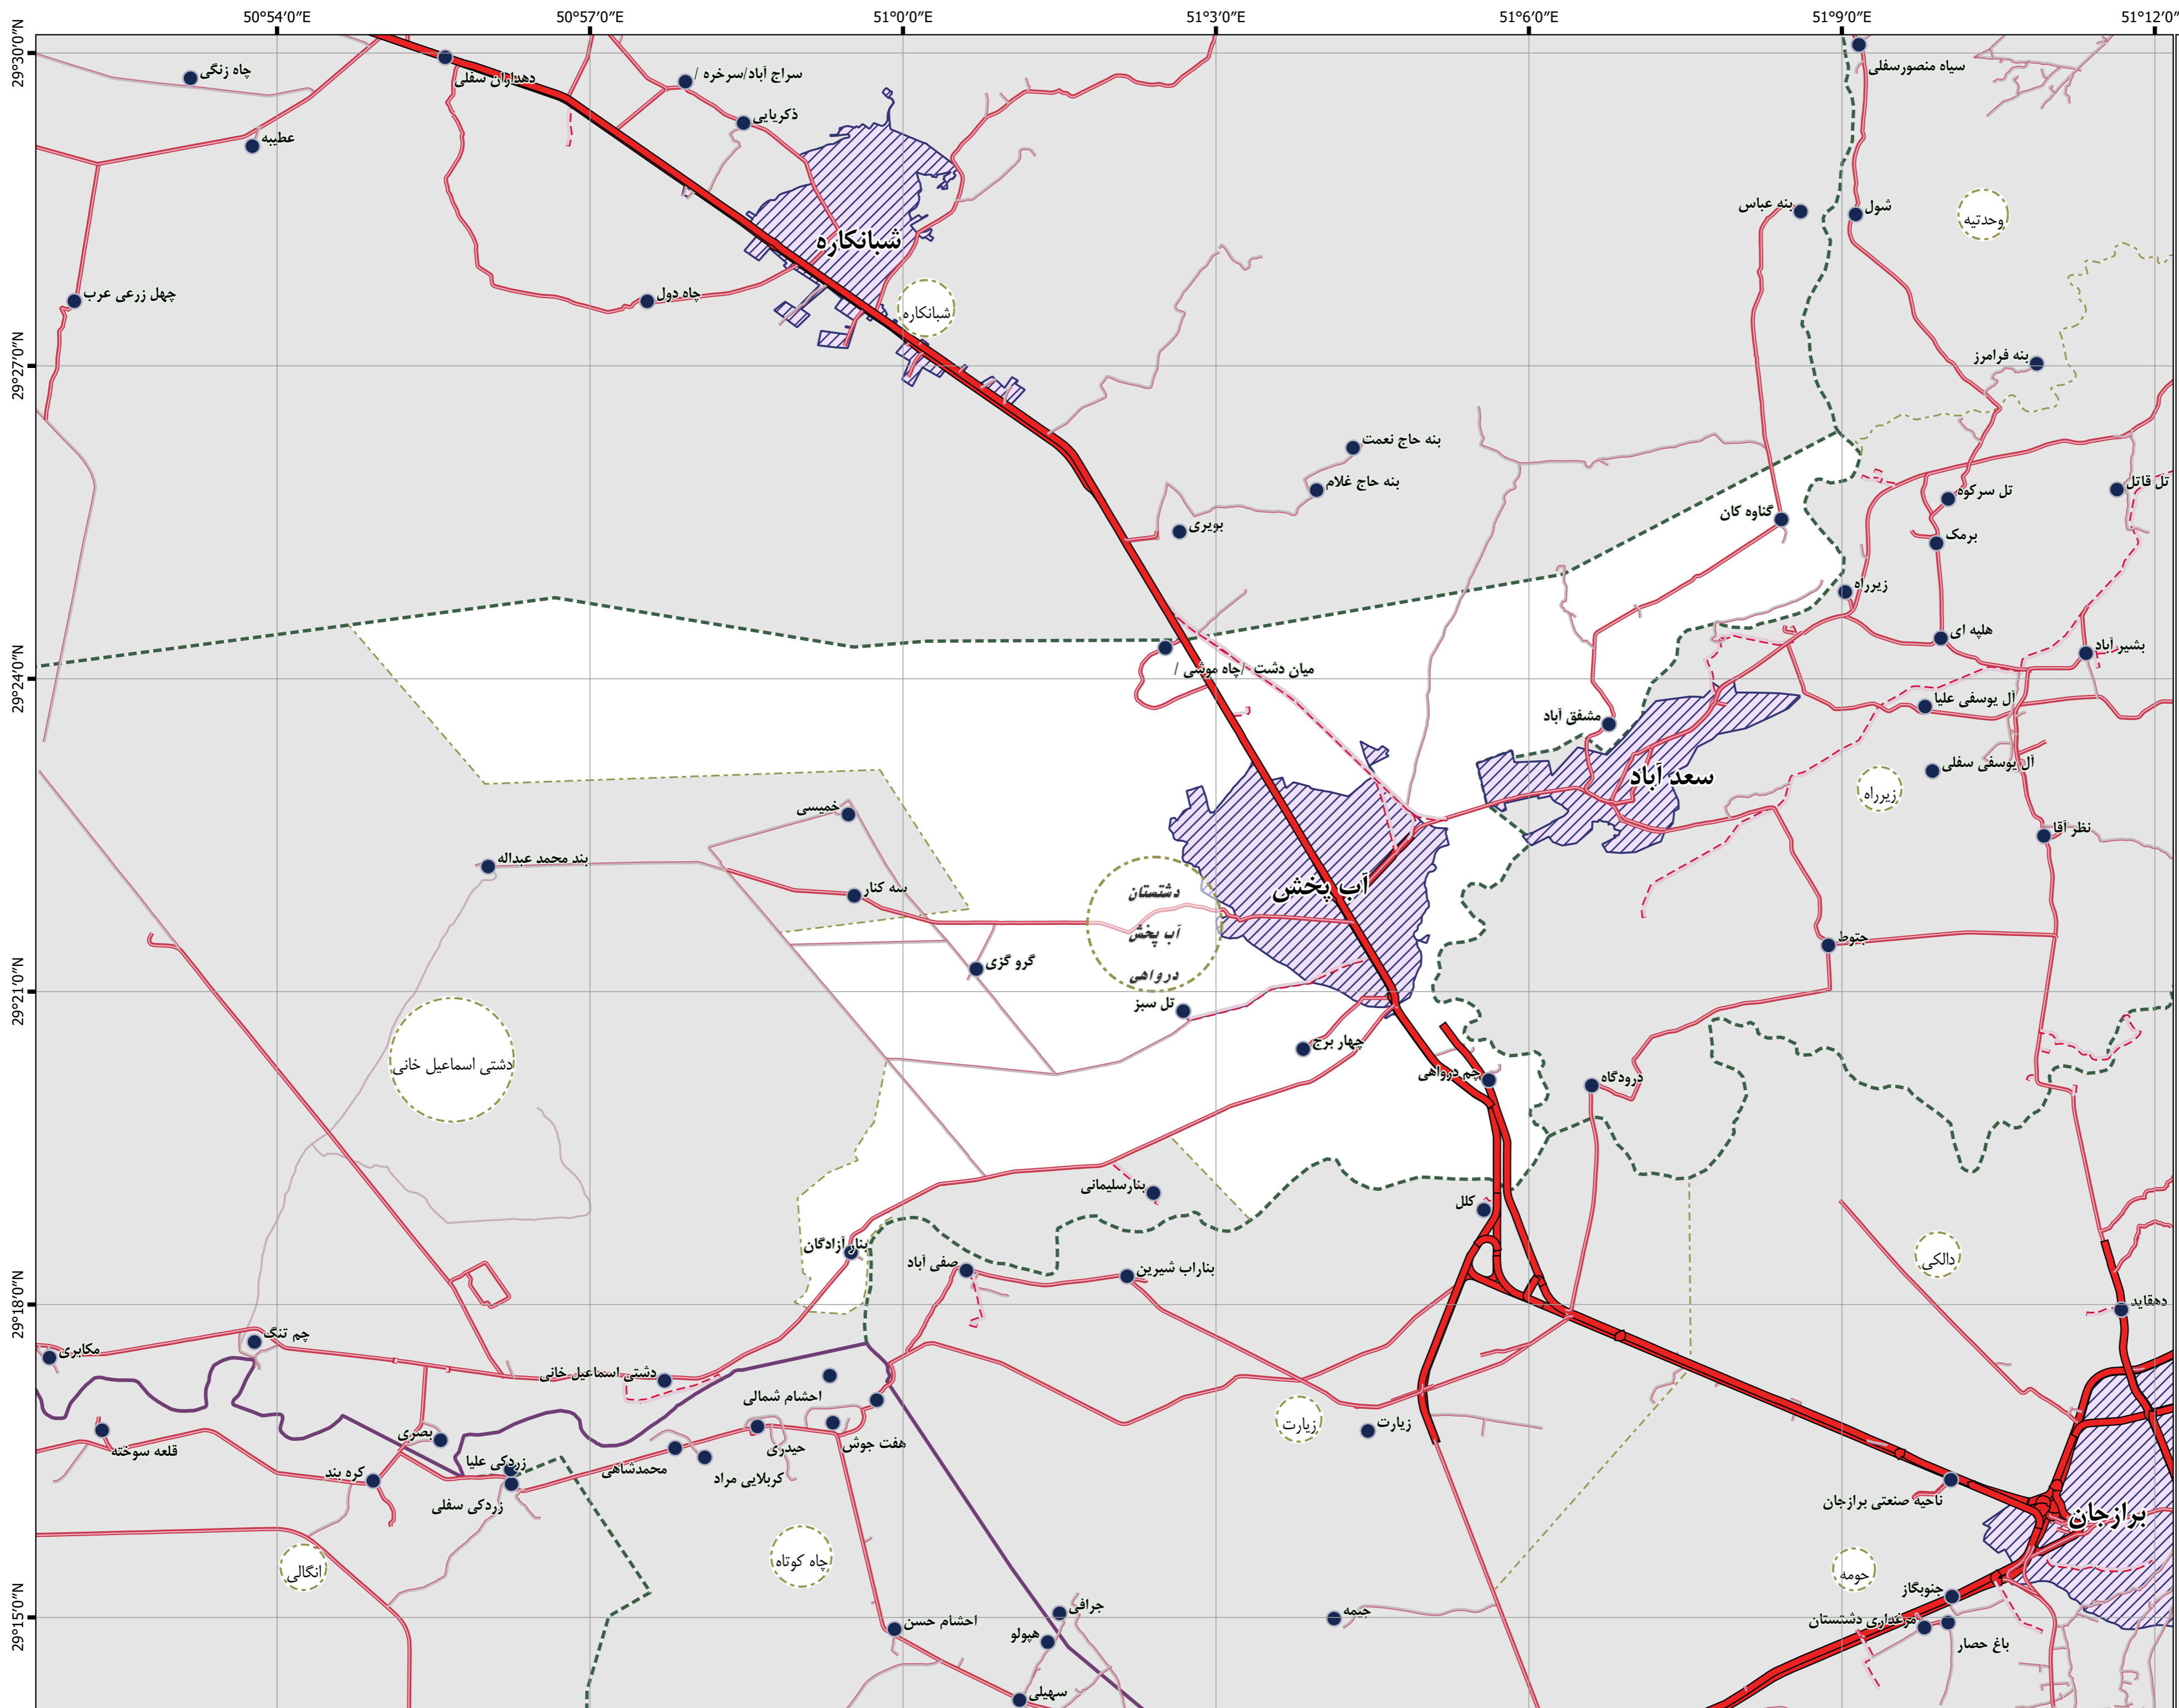 50°54'0"E
50°57'0"E
51°0'0"E
51°3'0"E
51°6'0"E
51°9'0"E
29°30'0"N
29°27'0"N
29°24'0"N
29°21'0"N
29°18'0"N
29°15'0"N
سیاه منصورسفلی
چاه زنگی
دهداران سفلی
سراج آباد/سرخره /
ذکریایی
عطیبه
بنه عباس
شول
وحدتیه
شبانکاره
چهل زرعی عرب
چاه دول
شبانکاره
بنه فرامرز
بنه حاج نعمت
بنه حاج غلام
تل سرکوه
تل قاتل
گناوه کان
بویری
برمک
زیرراه
هلپه ای
بشیرآباد
میان دشت /چاه موشی /
آل یوسفی علیا
مشفق آباد
سعد آباد
آل یوسفی سفلی
زیرراه
خمیسی
نظر آقا
بند محمد عبداله
سه کنار
آب پخش
دشتستان
آب پخش
درواهی
جتوط
گرو گزی
تل سبز
چهار برج
دشتی اسماعیل خانی
چم درواهی
درودگاه
بنارسلیمانی
کلل
بنار آزادگان
صفی آباد
بناراب شیرین
دالکی
دهقاید
چم تنگ
مکابری
دشتی اسماعیل خانی
احشام شمالی
زیارت
زیارت
قلعه سوخته
بصری
حیدری
هفت جوش
محمدشاهی
کربلایی مراد
کره بند
زردکی علیا
زردکی سفلی
ناحیه صنعتی برازجان
برازجان
انگالی
چاه کوتاه
حومه
جنوبگاز
مرغداری دشتستان
باغ حصار
جیمه
جرافی
هپولو
احشام حسن
سهیلی